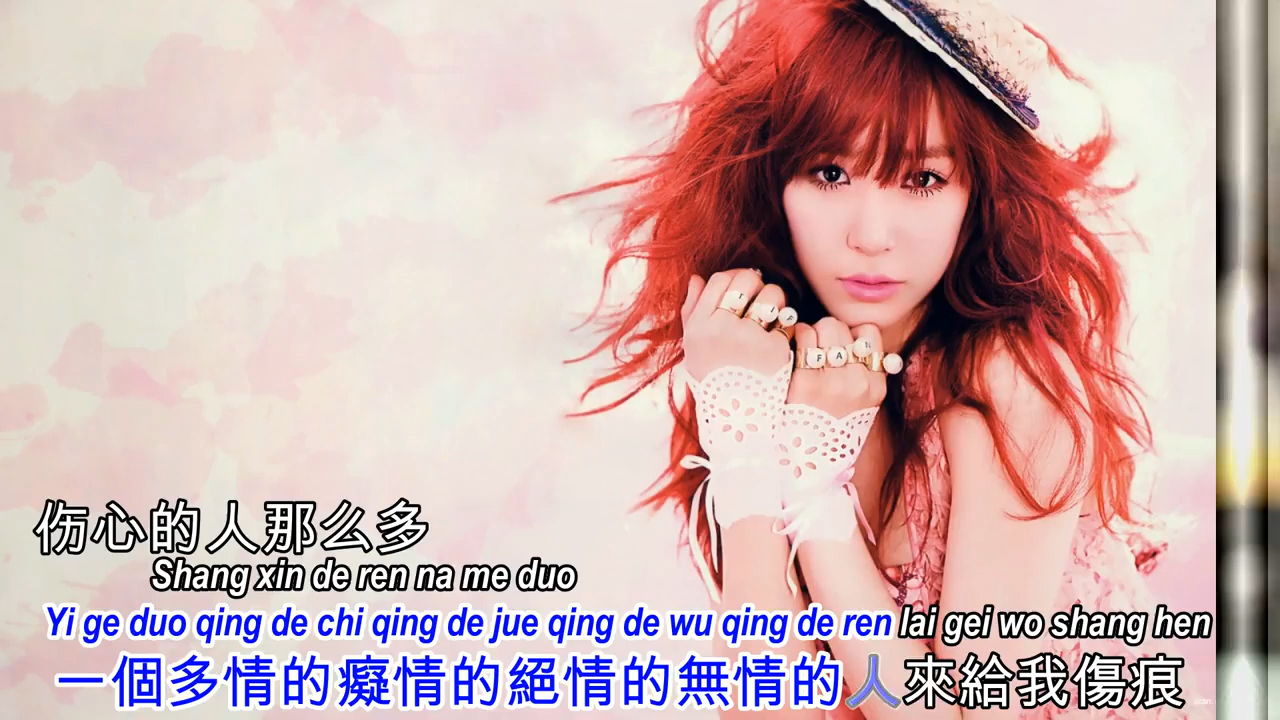 TIF
FAN
伤心的人那么多
Shang xin de ren na me duo
Yi ge duo qing de chi qing de jue qing de wu qing de ren lai gei wo shang hen
一個多情的癡情的絕情的無情的人來給我傷痕